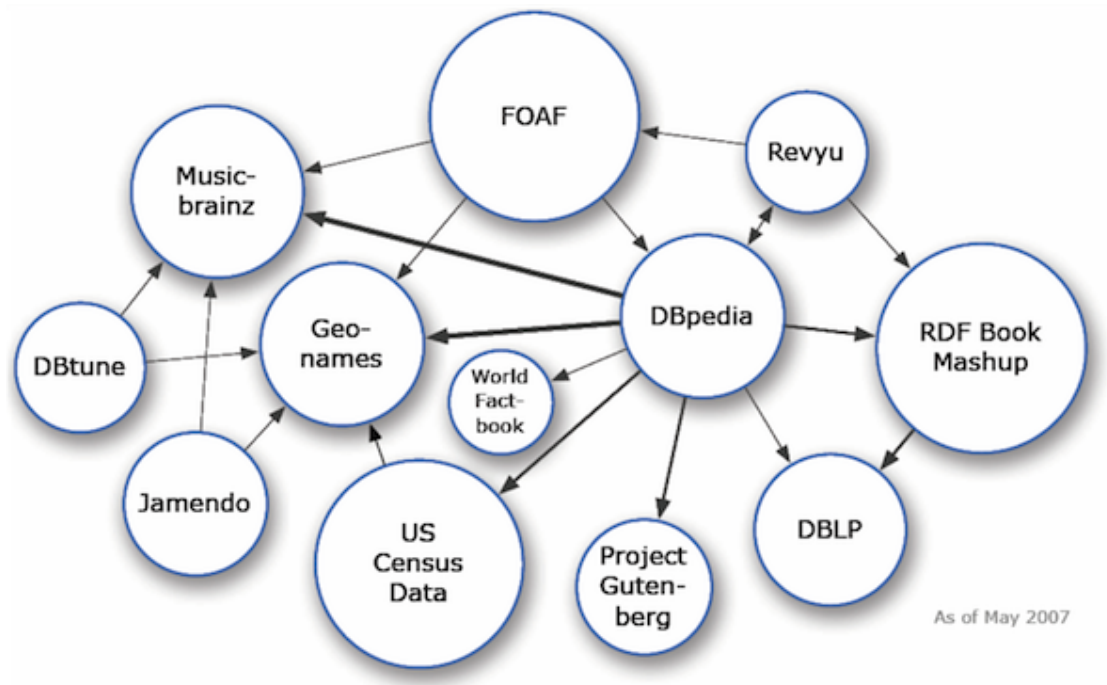 FOAF
Revyu
Music-
brainz
DBpedia
Geo-
names
RDF Book
Mashup
DBtune
World
Fact-
book
Jamendo
US
Census
Data
Project
Guten-
berg
DBLP
As of May 2007